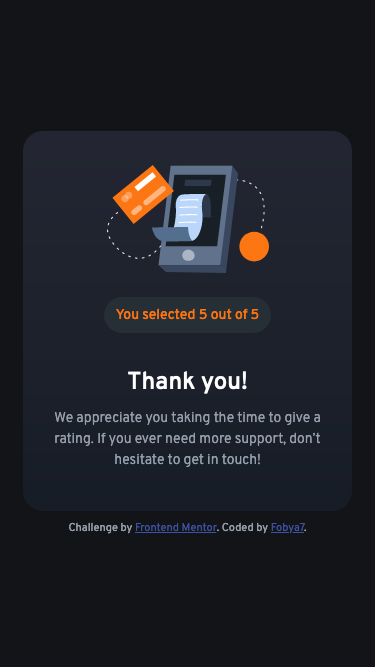 You selected 5 out of 5
Thank you!
We appreciate you taking the time to give a
rating. If you ever need more support, don't
hesitate to get in touch!
Challenge by Frontend Mentor. Coded by Fobya7.